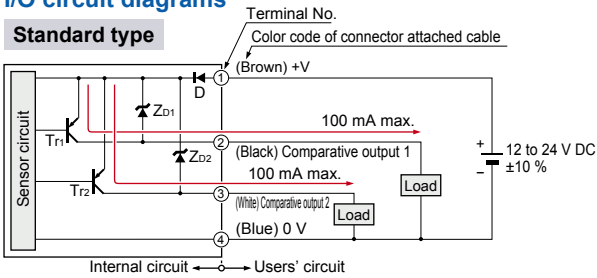 I/O circuit diagrams
Standard type
Terminal No.
Color code of connector attached cable
(Brown) +V
1
D
ZD1
100 mA max.
Sensor circuit
Tr1
2
(Black) Comparative output 1
ZD2
100 mA max.
+
12 to 24 V DC
±10 %
−
Load
Tr2
3
(White) Comparative output 2
Load
(Blue) 0 V
4
Internal circuit
Users' circuit